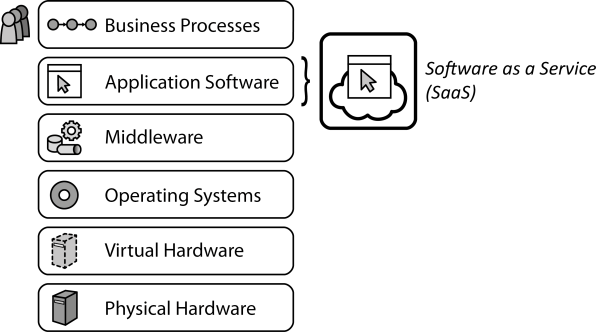 Business Processes
Application Software
Software as a Service
(SaaS)
Middleware
Operating Systems
Virtual Hardware
Physical Hardware